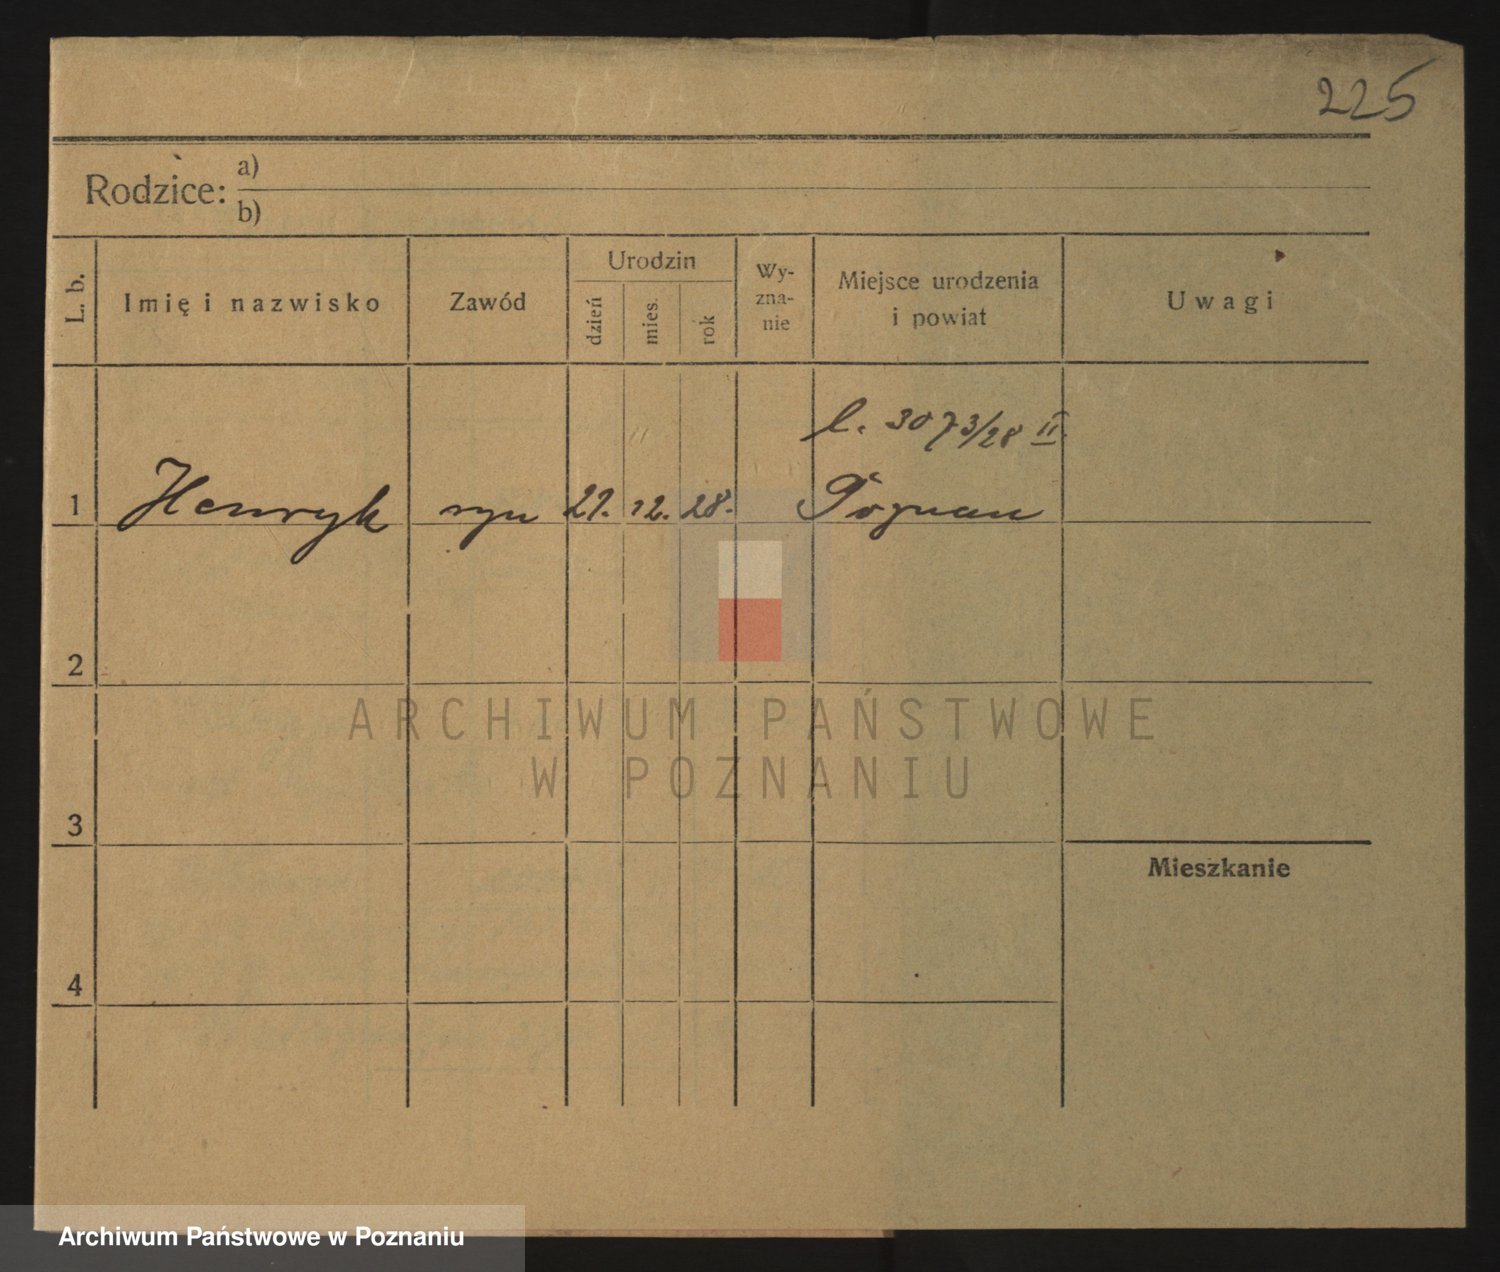 225
Rodzice:
a)
b)
L. b.
Imię i nazwisko
Zawód
Urodzin
dzień
mies.
rok
Wy-
zna-
nie
Miejsce urodzenia
i powiat
Uwagi
l. 3073/28 II.
1 Henryk syn 27. 12. 28. Poznań
2
3
4
Mieszkanie
ARCHIWUM PAŃSTWOWE
W POZNANIU
Archiwum Państwowe w Poznaniu